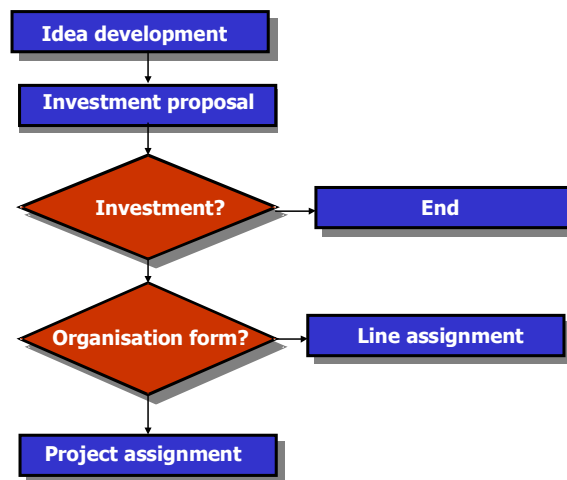 Idea development
Investment proposal
Investment?
End
Organisation form?
Line assignment
Project assignment